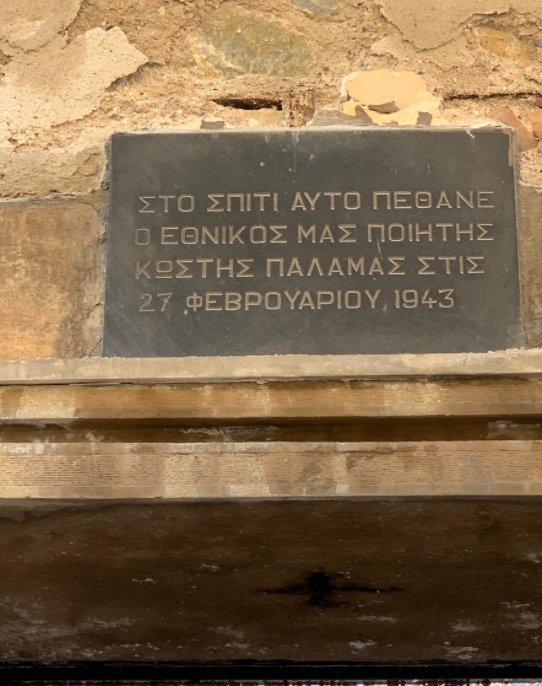 ΣΤΟ ΣΠΙΤΙ ΑΥΤΟ ΠΕΘΑΝΕ
Ο ΕΘΝΙΚΟΣ ΜΑΣ ΠΟΙΗΤΗΣ
ΚΩΣΤΗΣ ΠΑΛΑΜΑΣ ΣΤΙΣ
27 ΦΕΒΡΟΥΑΡΙΟΥ 1943